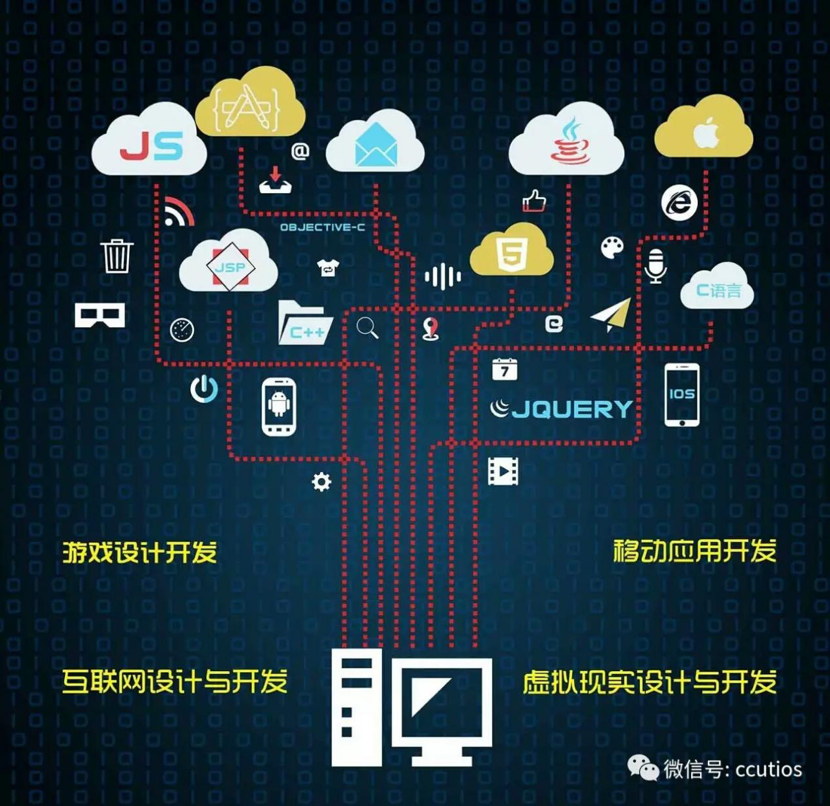 JS
@
OBJECTIVE-C
JSP
5
C语言
C++
7
JQUERY
IOS
游戏设计开发
移动应用开发
互联网设计与开发
虚拟现实设计与开发
微信号: ccutios